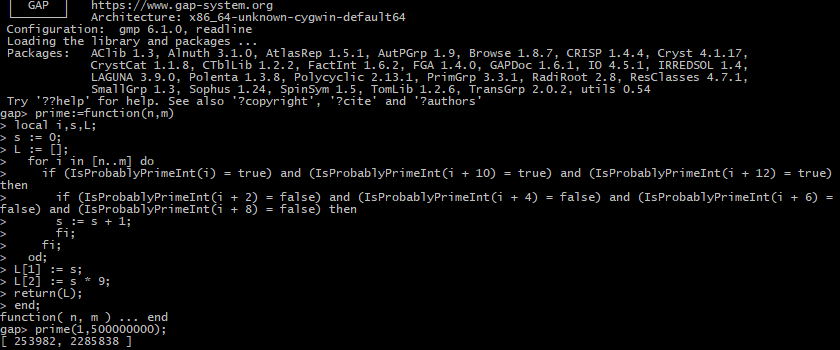 GAP https://www.gap-system.org
Architecture: x86_64-unknown-cygwin-default64
Configuration: gmp 6.1.0, readline
Loading the library and packages ...
Packages: AClib 1.3, Alnuth 3.1.0, AtlasRep 1.5.1, AutPGrp 1.9, Browse 1.8.7, CRISP 1.4.4, Cryst 4.1.17,
CrystCat 1.1.8, CTblLib 1.2.2, FactInt 1.6.2, FGA 1.4.0, GAPDoc 1.6.1, IO 4.5.1, IRREDSOL 1.4,
LAGUNA 3.9.0, Polenta 1.3.8, Polycyclic 2.13.1, PrimGrp 3.3.1, RadiRoot 2.8, ResClasses 4.7.1,
SmallGrp 1.3, Sophus 1.24, SpinSym 1.5, TomLib 1.2.6, TransGrp 2.0.2, utils 0.54
Try '??help' for help. See also '?copyright', '?cite' and '?authors'
gap> prime:=function(n,m)
> local i,s,L;
> s := 0;
> L := [];
> for i in [n..m] do
> if (IsProbablyPrimeInt(i) = true) and (IsProbablyPrimeInt(i + 10) = true) and (IsProbablyPrimeInt(i + 12) = true)
then
> if (IsProbablyPrimeInt(i + 2) = false) and (IsProbablyPrimeInt(i + 4) = false) and (IsProbablyPrimeInt(i + 6) =
false) and (IsProbablyPrimeInt(i + 8) = false) then
> s := s + 1;
> fi;
> fi;
> od;
> L[1] := s;
> L[2] := s * 9;
> return(L);
> end;
function( n, m ) ... end
gap> prime(1,500000000);
[ 253982, 2285838 ]